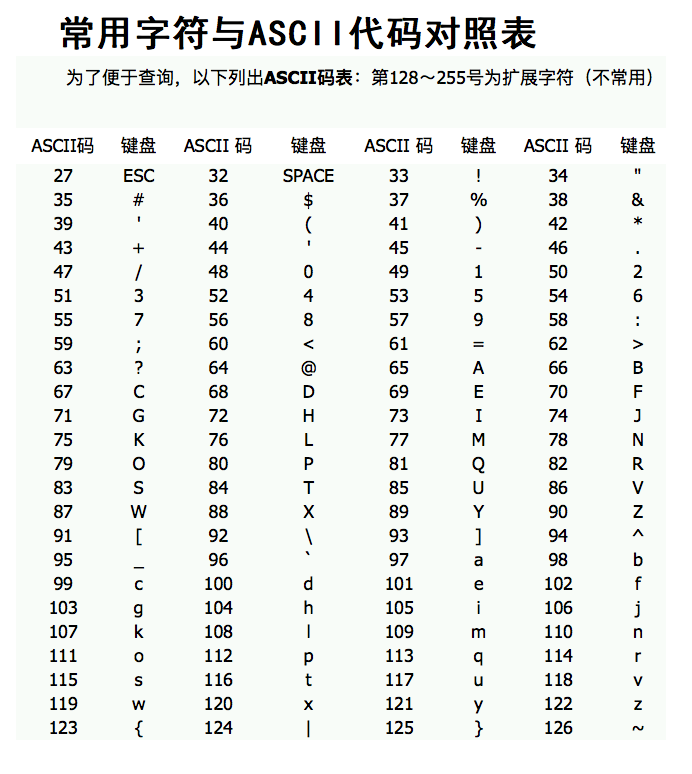 常用字符与ASCII代码对照表
为了便于查询，以下列出ASCII码表：第128～255号为扩展字符（不常用）
ASCII码 键盘 ASCII 码 键盘 ASCII 码 键盘 ASCII 码 键盘
27 ESC 32 SPACE 33 ! 34 "
35 # 36 $ 37 % 38 &
39 ' 40 ( 41 ) 42 *
43 + 44 ' 45 - 46 .
47 / 48 0 49 1 50 2
51 3 52 4 53 5 54 6
55 7 56 8 57 9 58 :
59 ; 60 < 61 = 62 >
63 ? 64 @ 65 A 66 B
67 C 68 D 69 E 70 F
71 G 72 H 73 I 74 J
75 K 76 L 77 M 78 N
79 O 80 P 81 Q 82 R
83 S 84 T 85 U 86 V
87 W 88 X 89 Y 90 Z
91 [ 92 \ 93 ] 94 ^
95 _ 96 ` 97 a 98 b
99 c 100 d 101 e 102 f
103 g 104 h 105 i 106 j
107 k 108 l 109 m 110 n
111 o 112 p 113 q 114 r
115 s 116 t 117 u 118 v
119 w 120 x 121 y 122 z
123 { 124 | 125 } 126 ~